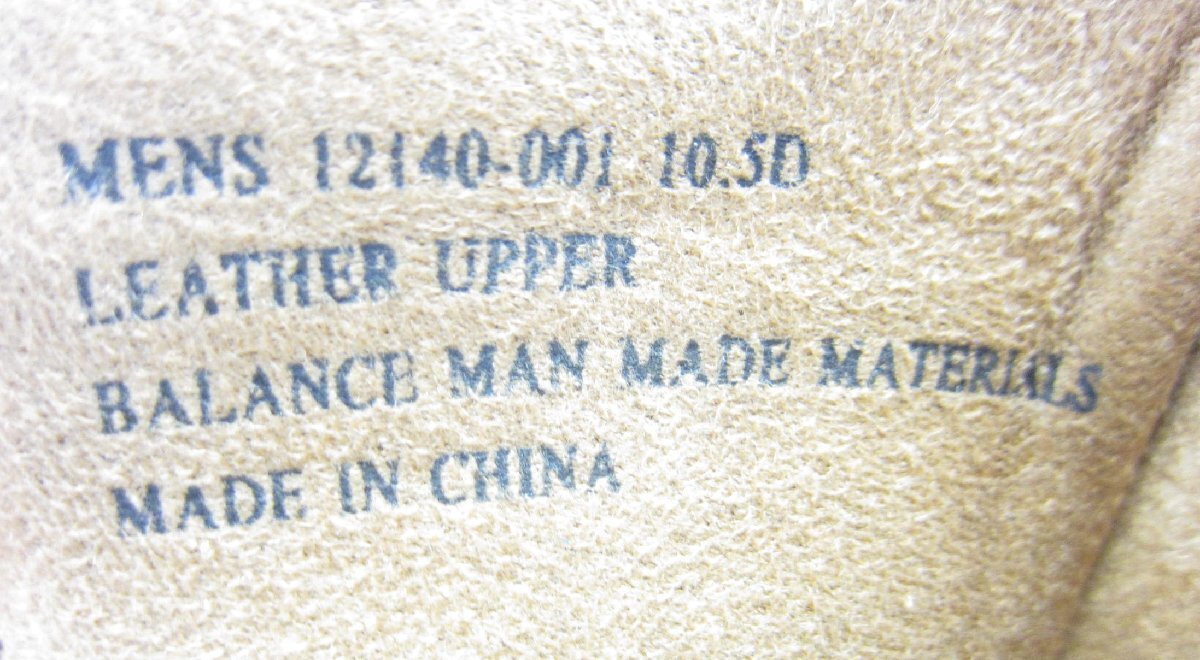 MENS 12140-001 10.5D
LEATHER UPPER
BALANCE MAN MADE MATERIALS
MADE IN CHINA